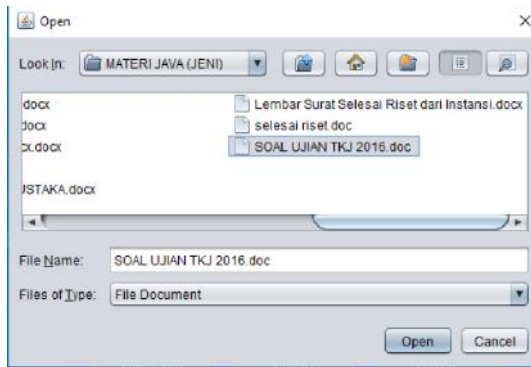 Open
Look In: MATERI JAVA (JENI)
.docx Lembar Surat Selesai Riset dari Instansi.docx
docx selesai riset.doc
x.docx SOAL UJIAN TKJ 2016.doc
STAKA.docx
File Name: SOAL UJIAN TKJ 2016.doc
Files of Type: File Document
Open Cancel